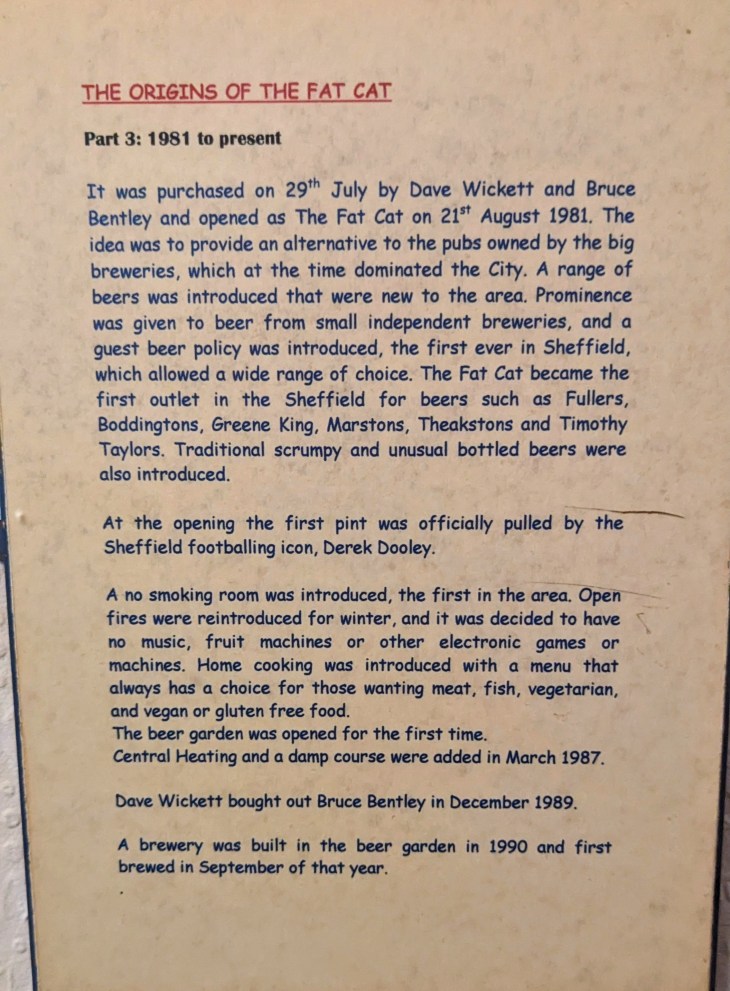 THE ORIGINS OF THE FAT CAT
Part 3: 1981 to present
It was purchased on 29th July by Dave Wickett and Bruce
Bentley and opened as The Fat Cat on 21st August 1981. The
idea was to provide an alternative to the pubs owned by the big
breweries, which at the time dominated the City. A range of
beers was introduced that were new to the area. Prominence
was given to beer from small independent breweries, and a
guest beer policy was introduced, the first ever in Sheffield,
which allowed a wide range of choice. The Fat Cat became the
first outlet in the Sheffield for beers such as Fullers,
Boddingtons, Greene King, Marstons, Theakstons and Timothy
Taylors. Traditional scrumpy and unusual bottled beers were
also introduced.
At the opening the first pint was officially pulled by the
Sheffield footballing icon, Derek Dooley.
A no smoking room was introduced, the first in the area. Open
fires were reintroduced for winter, and it was decided to have
no music, fruit machines or other electronic games or
machines. Home cooking was introduced with a menu that
always has a choice for those wanting meat, fish, vegetarian,
and vegan or gluten free food.
The beer garden was opened for the first time.
Central Heating and a damp course were added in March 1987.
Dave Wickett bought out Bruce Bentley in December 1989.
A brewery was built in the beer garden in 1990 and first
brewed in September of that year.
.